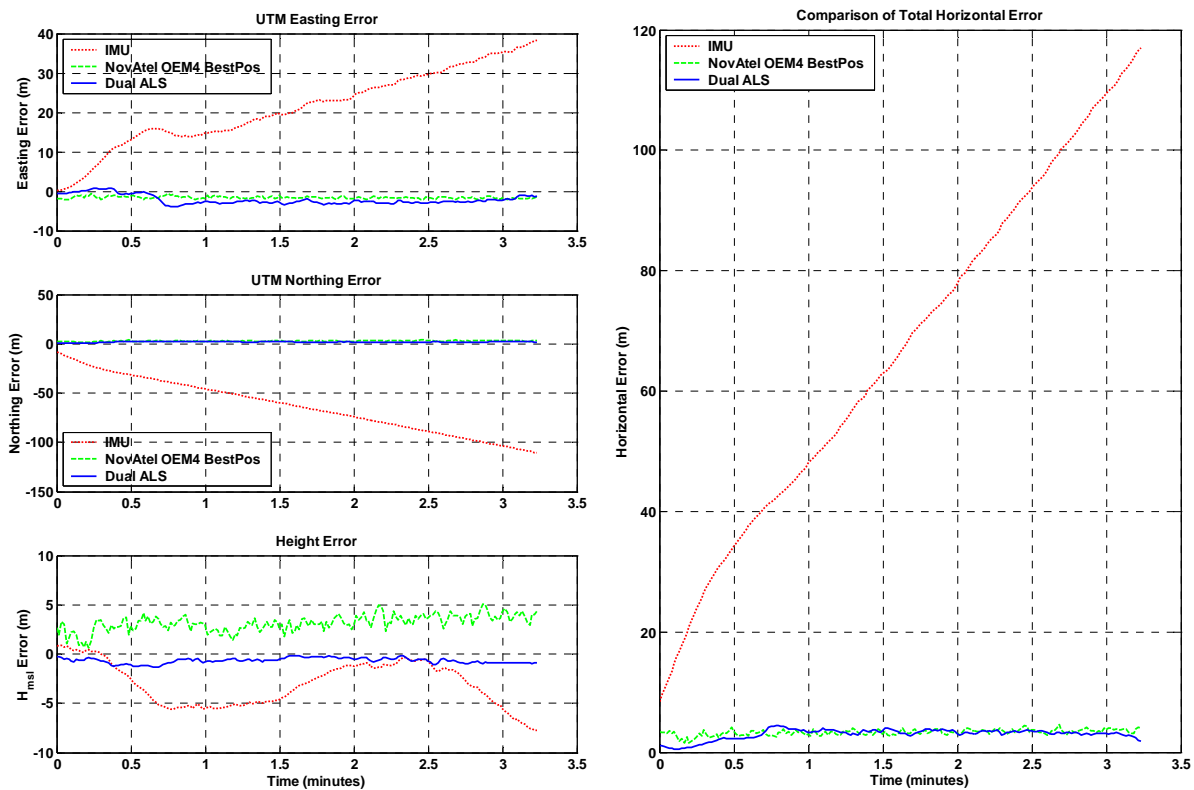 UTM Easting Error
40
30
20
10
0
-10
Easting Error (m)
IMU
NovAtel OEM4 BestPos
Dual ALS
0 0.5 1 1.5 2 2.5 3 3.5
UTM Northing Error
50
0
-50
-100
-150
Northing Error (m)
IMU
NovAtel OEM4 BestPos
Dual ALS
0 0.5 1 1.5 2 2.5 3 3.5
Height Error
10
5
0
-5
-10
Hmsl Error (m)
0 0.5 1 1.5 2 2.5 3 3.5
Time (minutes)
Comparison of Total Horizontal Error
120
100
80
60
40
20
0
Horizontal Error (m)
IMU
NovAtel OEM4 BestPos
Dual ALS
0 0.5 1 1.5 2 2.5 3 3.5
Time (minutes)